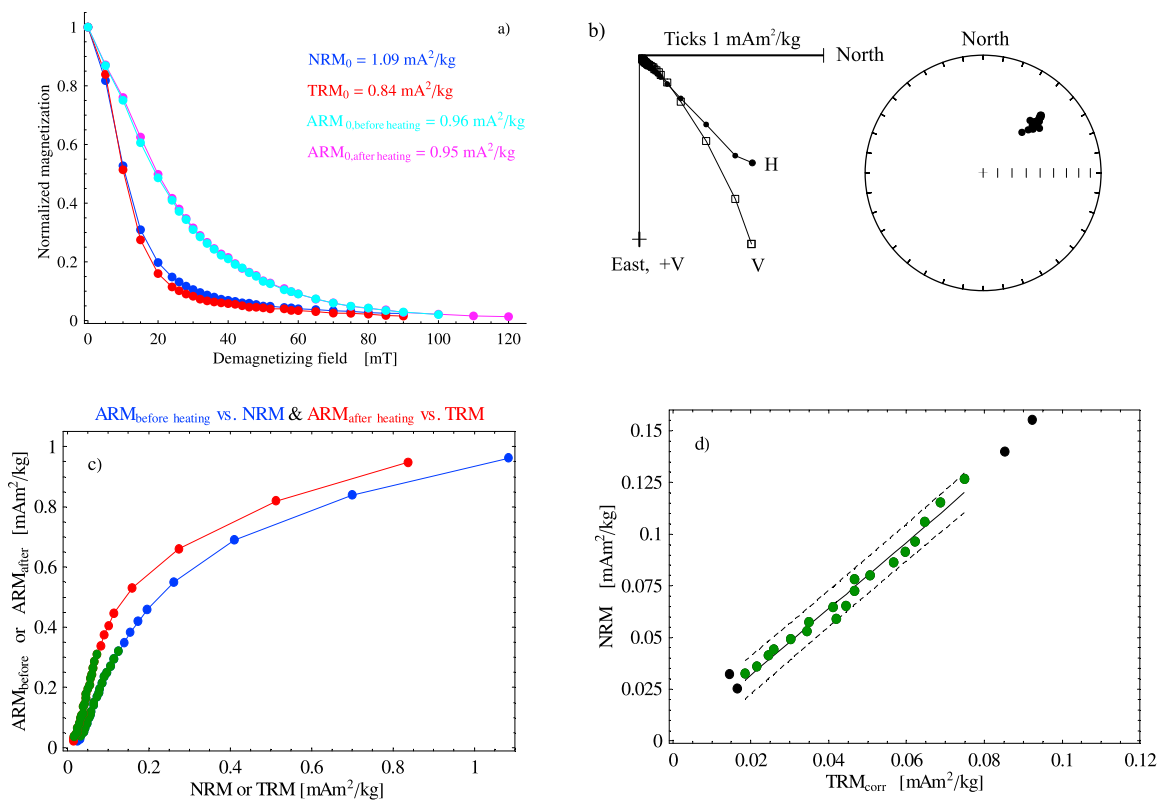 a)
NRM0 = 1.09 mA2/kg
TRM0 = 0.84 mA2/kg
ARM0,before heating = 0.96 mA2/kg
ARM0,after heating = 0.95 mA2/kg
Normalized magnetization
1
0.8
0.6
0.4
0.2
0
0 20 40 60 80 100 120
Demagnetizing field [mT]
b)
Ticks 1 mAm2/kg
North
H
V
East, +V
North
ARMbefore heating vs. NRM & ARMafter heating vs. TRM
c)
ARMbefore or ARMafter [mAm2/kg]
1
0.8
0.6
0.4
0.2
0
0 0.2 0.4 0.6 0.8 1
NRM or TRM [mAm2/kg]
d)
NRM [mAm2/kg]
0.15
0.125
0.1
0.075
0.05
0.025
0
0 0.02 0.04 0.06 0.08 0.1 0.12
TRMcorr [mAm2/kg]